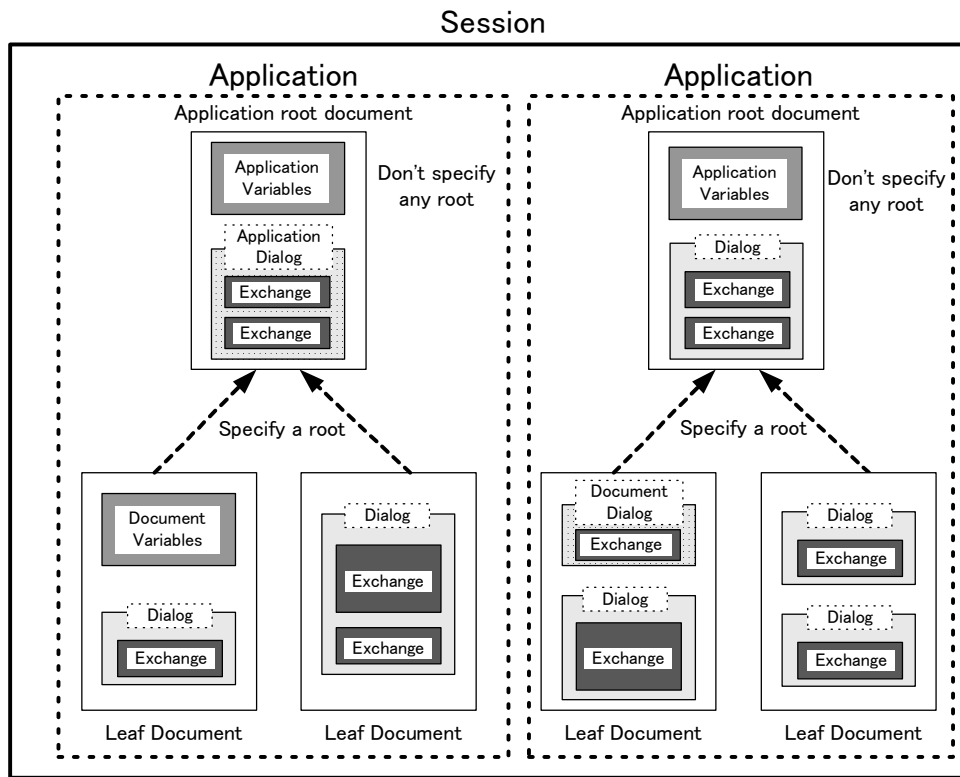 Session
Application
Application root document
Application
Variables
Don't specify
any root
Application
Dialog
Exchange
Exchange
Specify a root
Document
Variables
Dialog
Exchange
Leaf Document
Dialog
Exchange
Exchange
Leaf Document
Application
Application root document
Application
Variables
Don't specify
any root
Dialog
Exchange
Exchange
Specify a root
Document
Dialog
Exchange
Dialog
Exchange
Leaf Document
Dialog
Exchange
Dialog
Exchange
Leaf Document